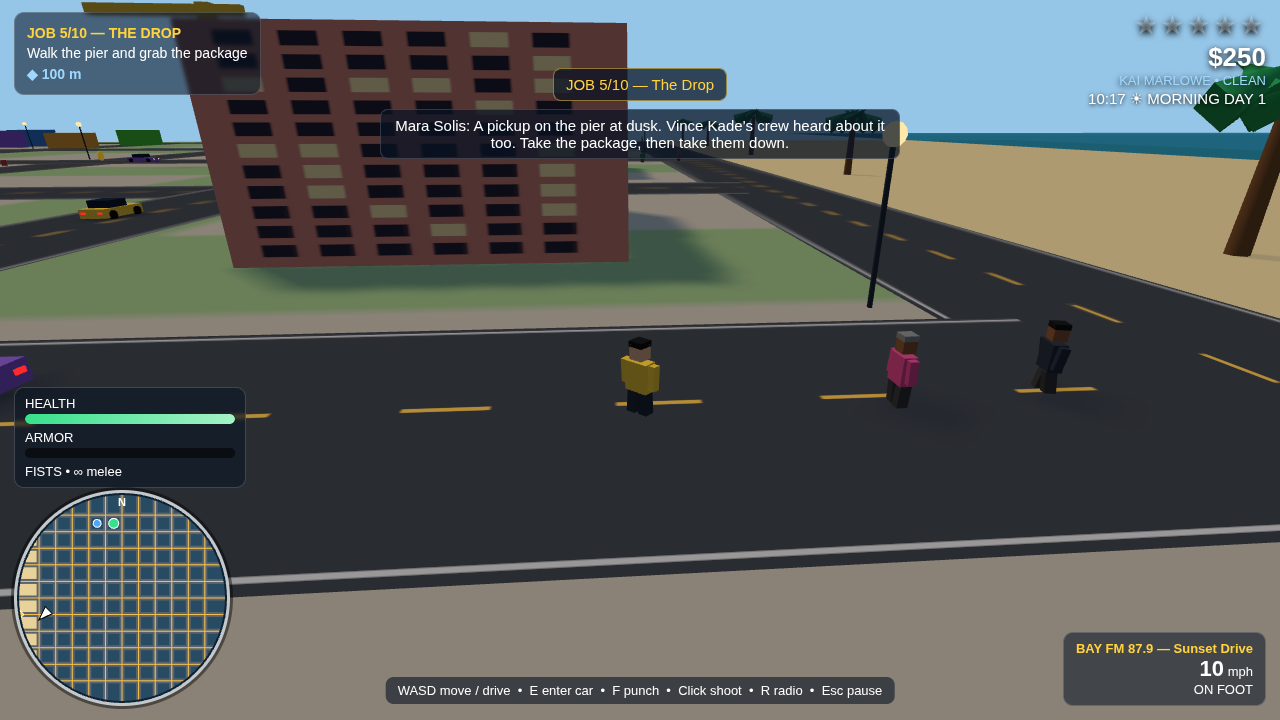 JOB 5/10 — THE DROP
Walk the pier and grab the package
◆ 100 m
JOB 5/10 — The Drop
Mara Solis: A pickup on the pier at dusk. Vince Kade's crew heard about it
too. Take the package, then take them down.
★ ★ ★ ★ ★
$250
KAI MARLOWE • CLEAN
10:17 ☀ MORNING DAY 1
HEALTH
ARMOR
FISTS • ∞ melee
N
WASD move / drive • E enter car • F punch • Click shoot • R radio • Esc pause
BAY FM 87.9 — Sunset Drive
10 mph
ON FOOT